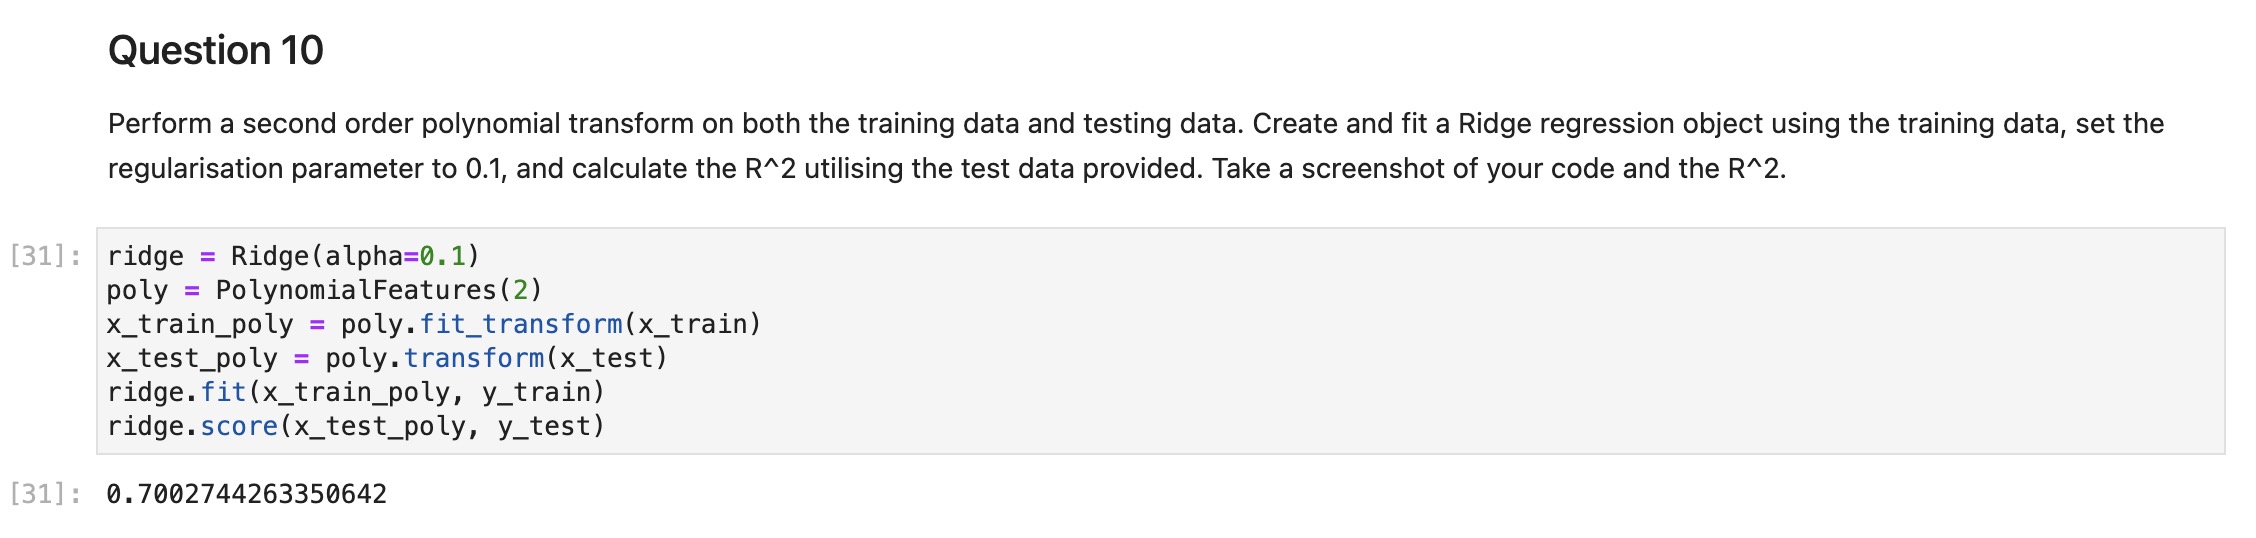 Question 10
Perform a second order polynomial transform on both the training data and testing data. Create and fit a Ridge regression object using the training data, set the
regularisation parameter to 0.1, and calculate the R^2 utilising the test data provided. Take a screenshot of your code and the R^2.
[31]: ridge = Ridge(alpha=0.1)
poly = PolynomialFeatures(2)
x_train_poly = poly.fit_transform(x_train)
x_test_poly = poly.transform(x_test)
ridge.fit(x_train_poly, y_train)
ridge.score(x_test_poly, y_test)
[31]: 0.7002744263350642